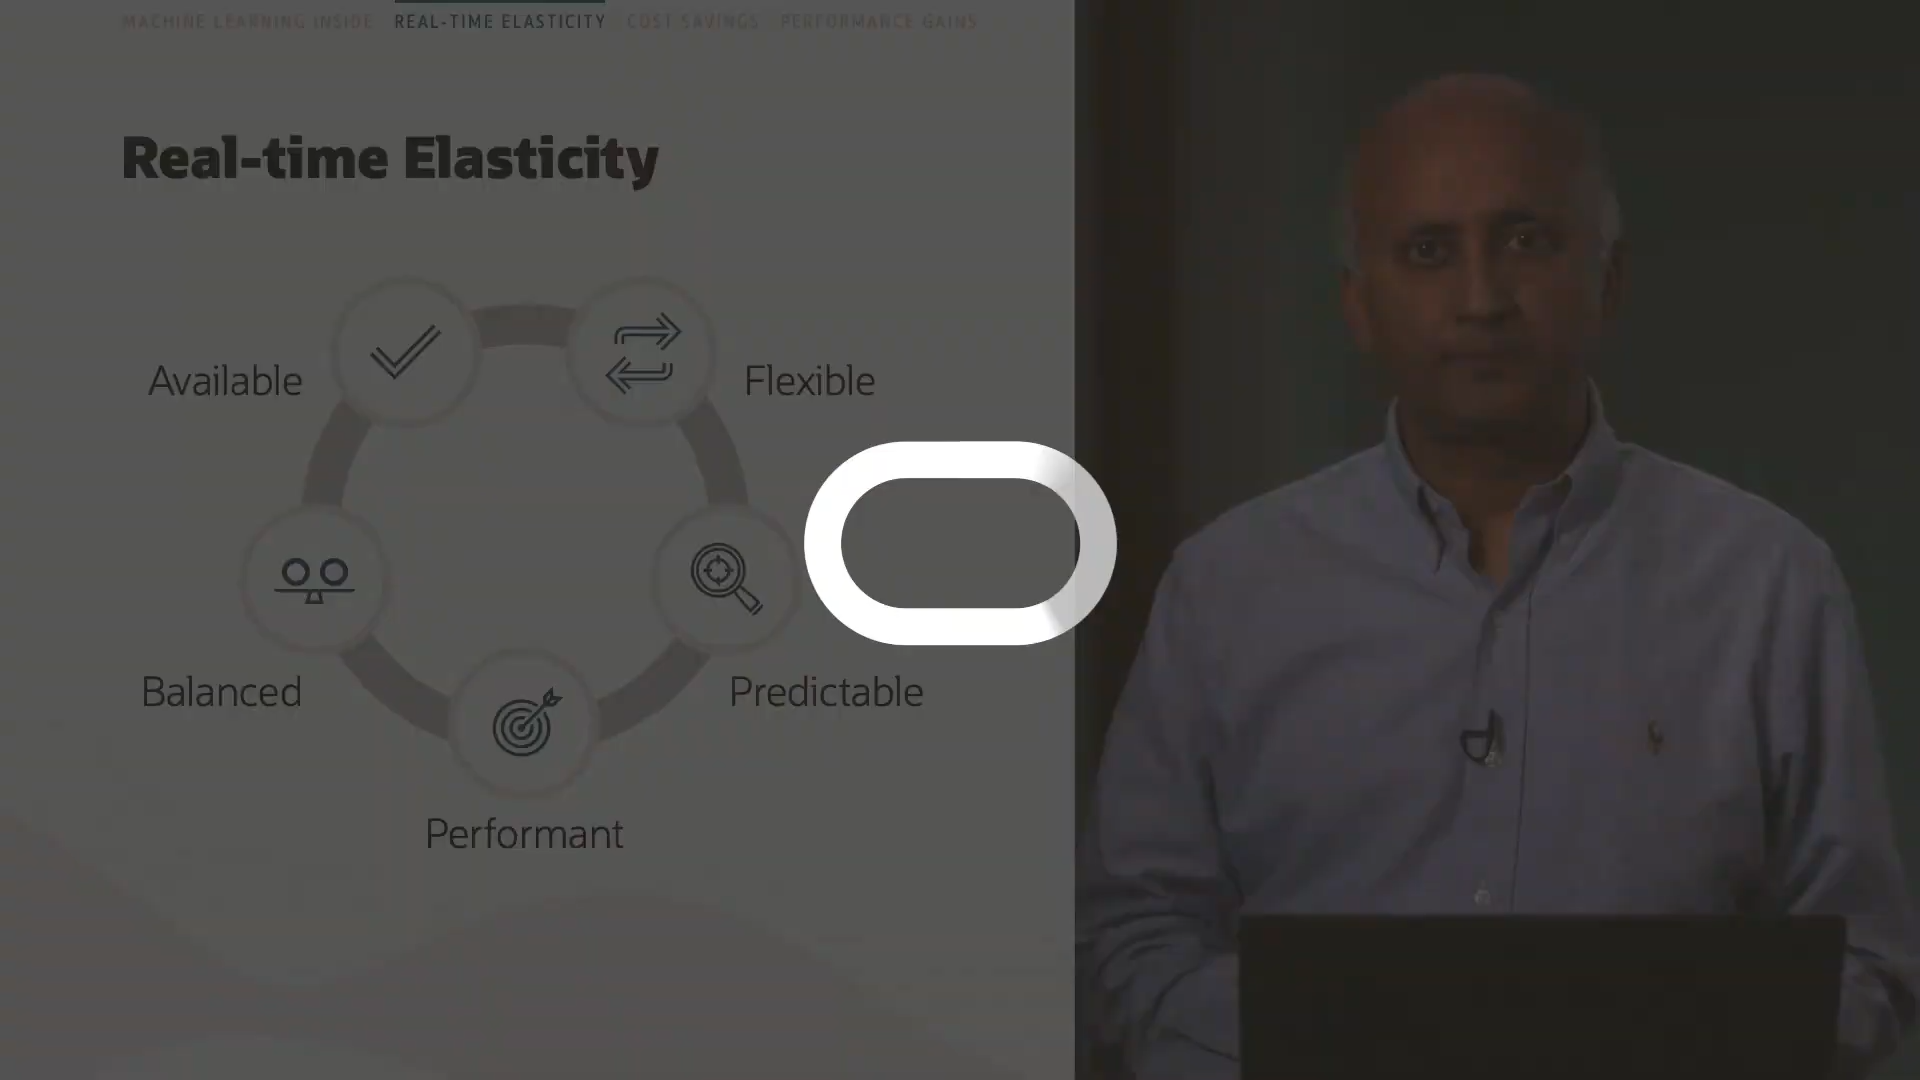 MACHINE LEARNING INSIDE REAL-TIME ELASTICITY COST SAVINGS PERFORMANCE GAINS
Real-time Elasticity
Available
Flexible
Balanced
Predictable
Performant